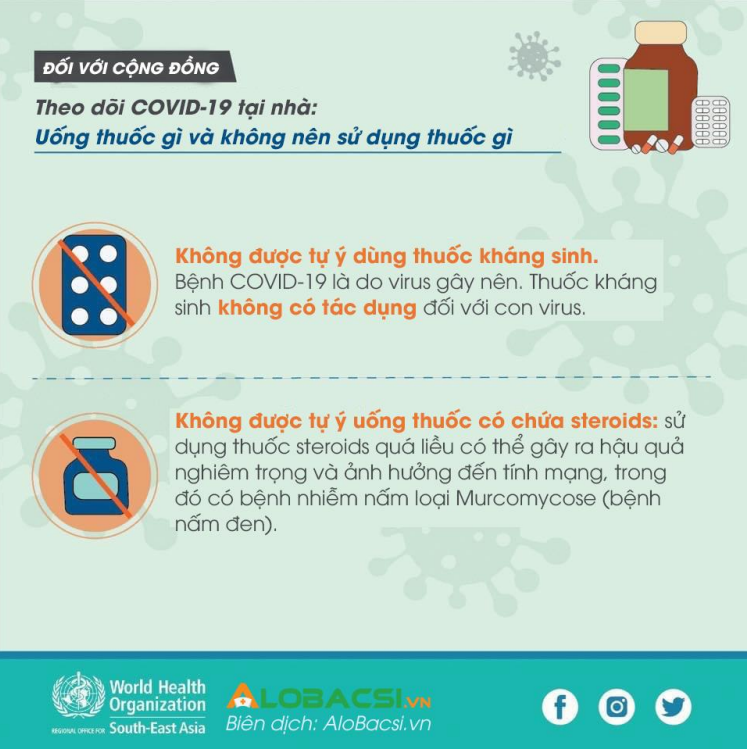 ĐỐI VỚI CỘNG ĐỒNG
Theo dõi COVID-19 tại nhà:
Uống thuốc gì và không nên sử dụng thuốc gì
Không được tự ý dùng thuốc kháng sinh.
Bệnh COVID-19 là do virus gây nên. Thuốc kháng
sinh không có tác dụng đối với con virus.
Không được tự ý uống thuốc có chứa steroids: sử
dụng thuốc steroids quá liều có thể gây ra hậu quả
nghiêm trọng và ảnh hưởng đến tính mạng, trong
đó có bệnh nhiễm nấm loại Murcomycose (bệnh
nấm đen).
World Health
Organization
REGIONAL OFFICE FOR South-East Asia
ALOBACSI.VN
Biên dịch: AloBacsi.vn